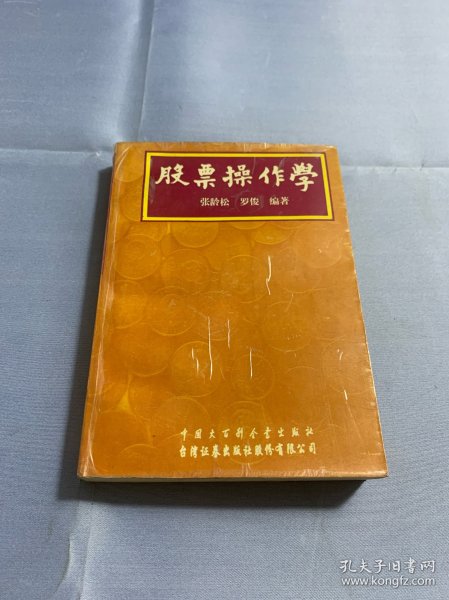 股票操作學
张龄松 罗俊 编著
中国大百科全书出版社
台湾证券出版社股份有限公司
孔夫子旧书网
www.kongfz.com